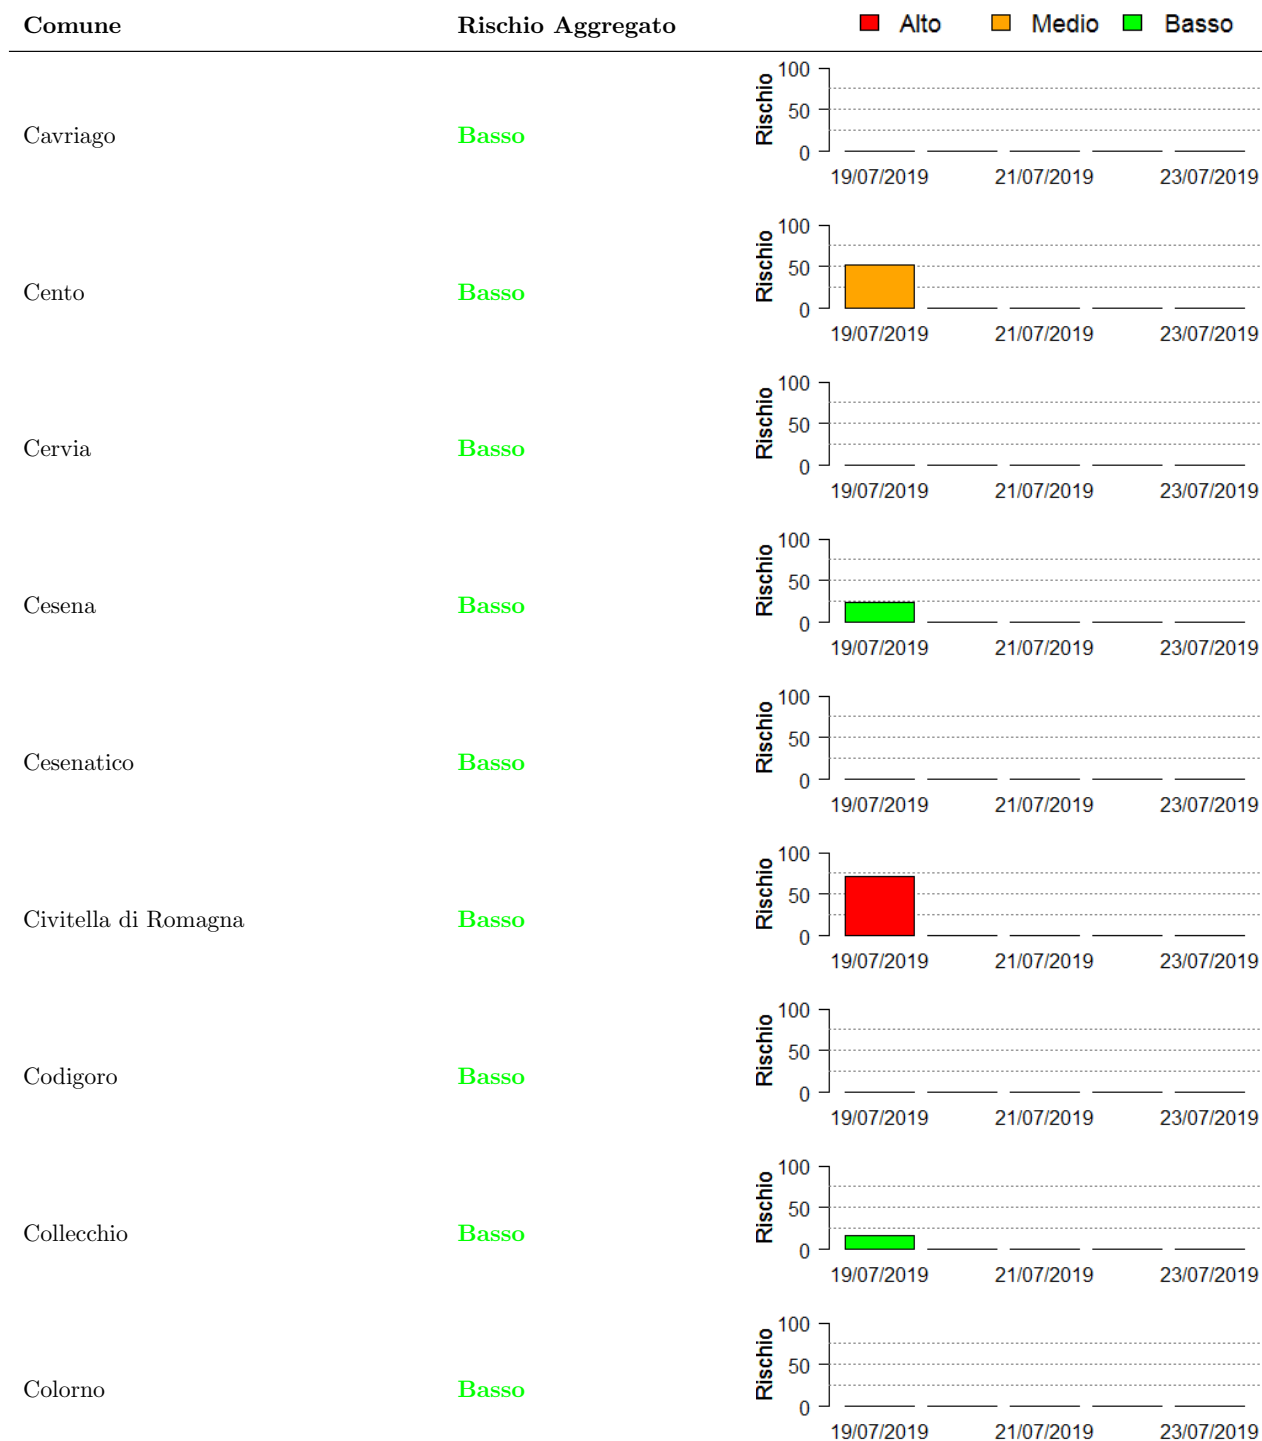 Comune Rischio Aggregato Alto Medio Basso
100
50
0
Rischio
Cavriago Basso
19/07/2019 21/07/2019 23/07/2019
100
50
0
Rischio
Cento Basso
19/07/2019 21/07/2019 23/07/2019
100
50
0
Rischio
Cervia Basso
19/07/2019 21/07/2019 23/07/2019
100
50
0
Rischio
Cesena Basso
19/07/2019 21/07/2019 23/07/2019
100
50
0
Rischio
Cesenatico Basso
19/07/2019 21/07/2019 23/07/2019
100
50
0
Rischio
Civitella di Romagna Basso
19/07/2019 21/07/2019 23/07/2019
100
50
0
Rischio
Codigoro Basso
19/07/2019 21/07/2019 23/07/2019
100
50
0
Rischio
Collecchio Basso
19/07/2019 21/07/2019 23/07/2019
100
50
0
Rischio
Colorno Basso
19/07/2019 21/07/2019 23/07/2019